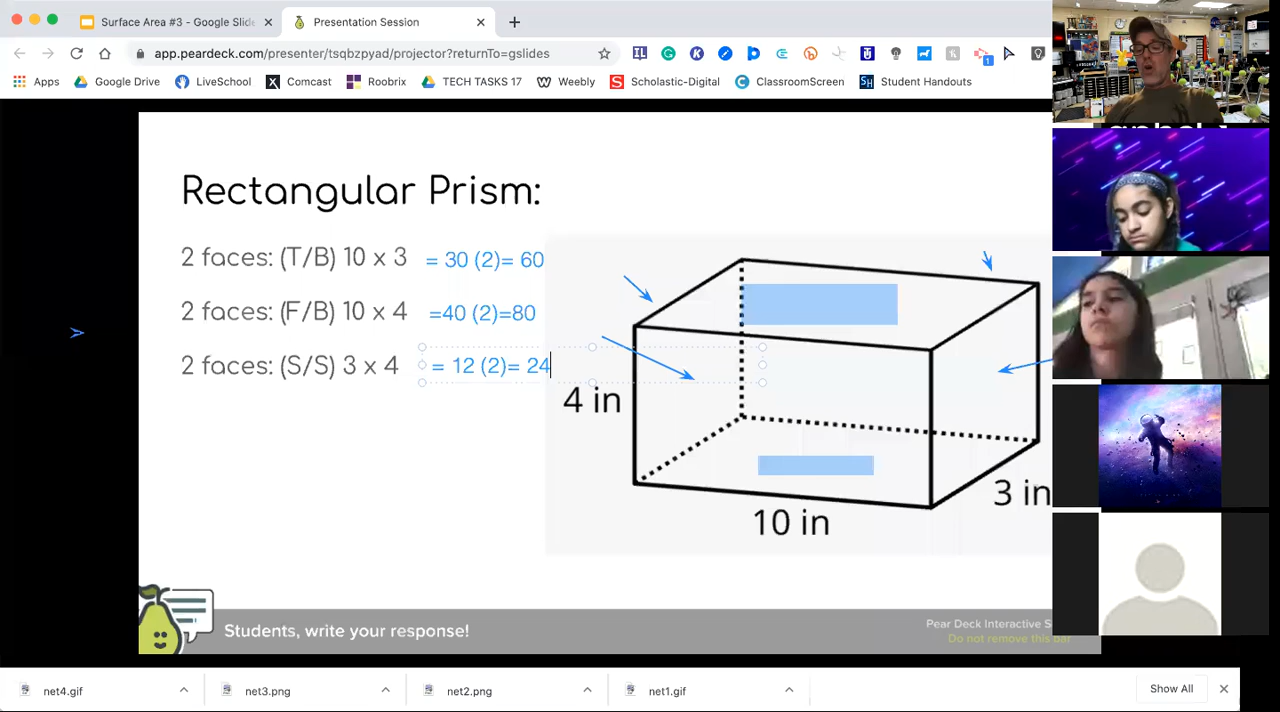 Surface Area #3 - Google Slide
Presentation Session
app.peardeck.com/presenter/tsqbpvyad/projector?returnTo=gslides
Apps
Google Drive
LiveSchool
Comcast
Roobrix
TECH TASKS 17
Weebly
Scholastic-Digital
ClassroomScreen
Student Handouts
Rectangular Prism:
2 faces: (T/B) 10 x 3 = 30 (2)= 60
2 faces: (F/B) 10 x 4 =40 (2)=80
2 faces: (S/S) 3 x 4 = 12 (2)= 24
4 in
3 in
10 in
Students, write your response!
Pear Deck Interactive S
Do not remove this bar
net4.gif
net3.png
net2.png
net1.gif
Show All